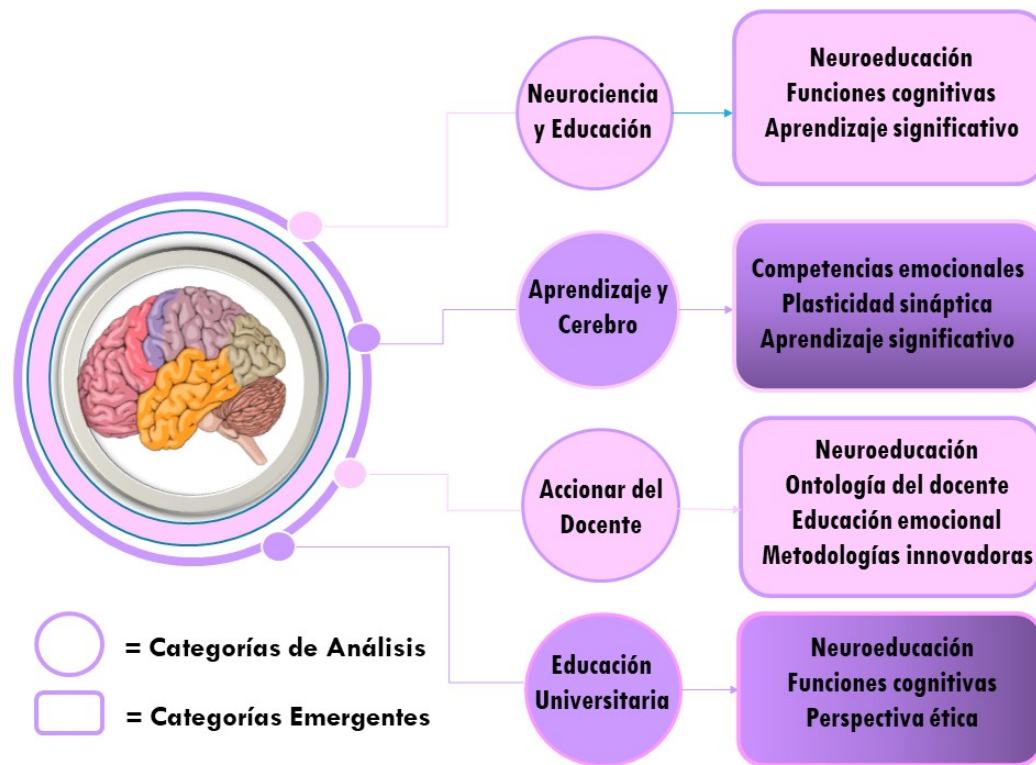 Neurociencia
y Educación
Neuroeducación
Funciones cognitivas
Aprendizaje significativo
Aprendizaje y
Cerebro
Competencias emocionales
Plasticidad sináptica
Aprendizaje significativo
Accionar del
Docente
Neuroeducación
Ontología del docente
Educación emocional
Metodologías innovadoras
Educación
Universitaria
Neuroeducación
Funciones cognitivas
Perspectiva ética
= Categorías de Análisis
= Categorías Emergentes